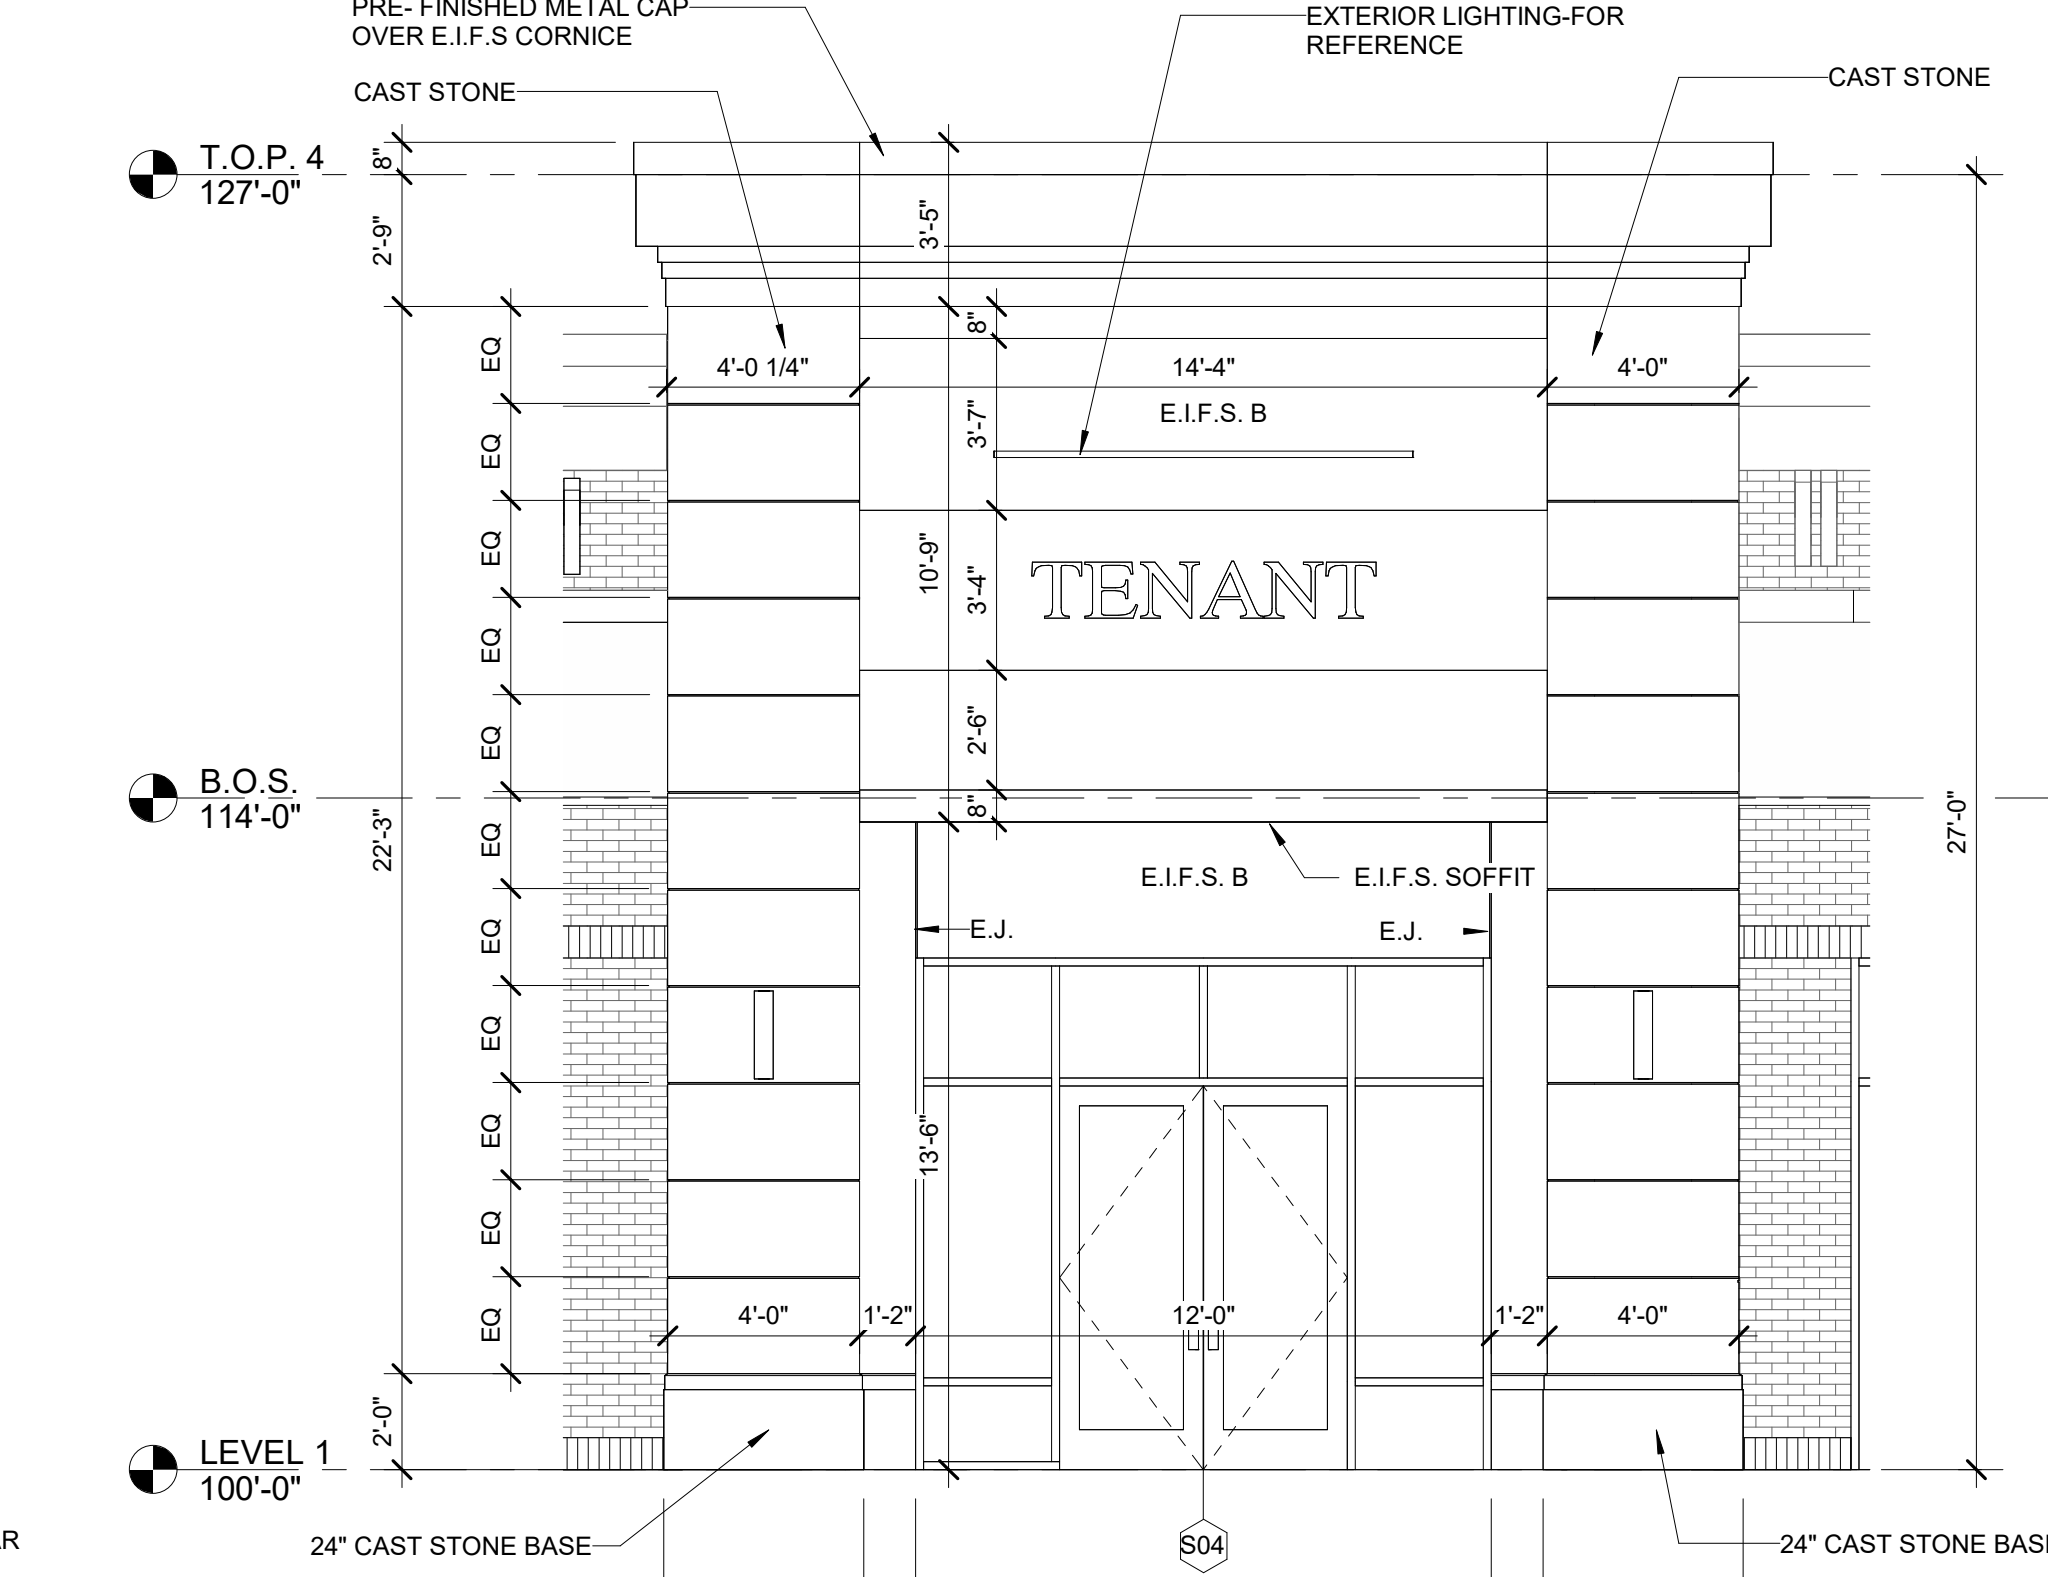 PRE- FINISHED METAL CAP
OVER E.I.F.S CORNICE
EXTERIOR LIGHTING-FOR
REFERENCE
CAST STONE
CAST STONE
T.O.P. 4
127'-0"
8"
2'-9"
3'-5"
8"
EQ
4'-0 1/4"
14'-4"
4'-0"
E.I.F.S. B
3'-7"
EQ
EQ
10'-9"
3'-4"
TENANT
EQ
EQ
2'-6"
B.O.S.
114'-0"
8"
22'-3"
27'-0"
EQ
E.I.F.S. B
E.I.F.S. SOFFIT
EQ
E.J.
E.J.
EQ
EQ
13'-6"
EQ
EQ
4'-0"
1'-2"
12'-0"
1'-2"
4'-0"
2'-0"
LEVEL 1
100'-0"
24" CAST STONE BASE
S04
24" CAST STONE BASE